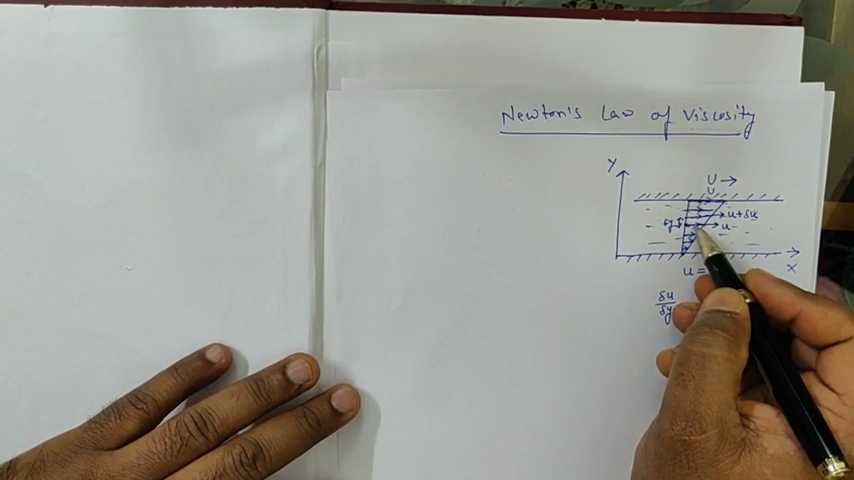 Newton's Law of Viscosity
Y
U →
U
u+δu
δy
u
X
u =
δu
δy